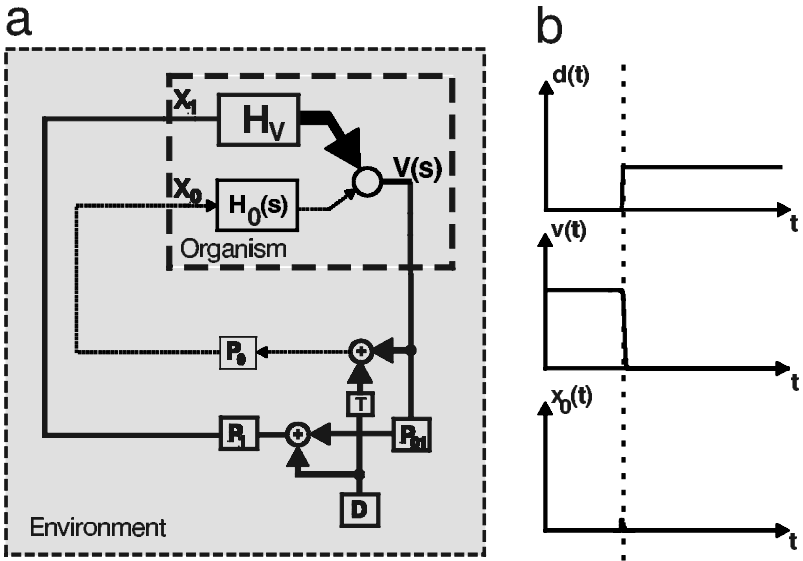 a
b
X1
HV
V(s)
X0
H0(s)
Organism
P0
T
P1
P01
D
Environment
d(t)
t
v(t)
t
x0(t)
t